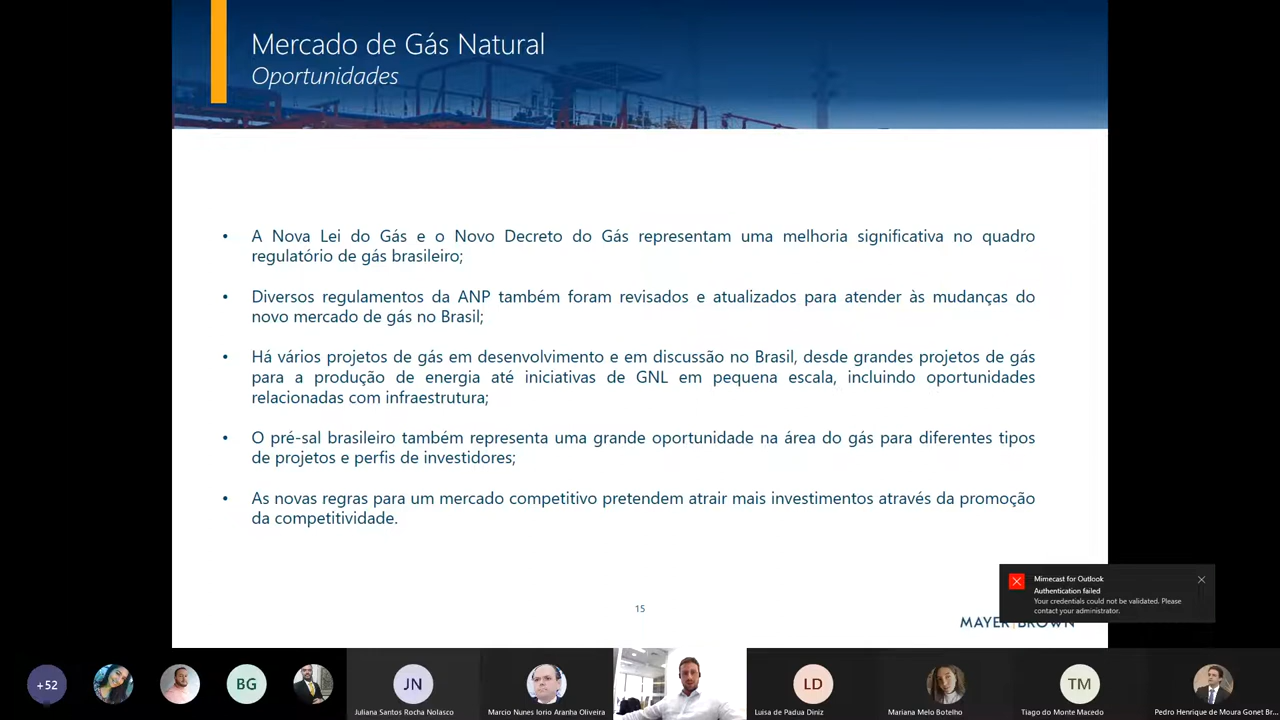 Mercado de Gás Natural
Oportunidades
• A Nova Lei do Gás e o Novo Decreto do Gás representam uma melhoria significativa no quadro
regulatório de gás brasileiro;
• Diversos regulamentos da ANP também foram revisados e atualizados para atender às mudanças do
novo mercado de gás no Brasil;
• Há vários projetos de gás em desenvolvimento e em discussão no Brasil, desde grandes projetos de gás
para a produção de energia até iniciativas de GNL em pequena escala, incluindo oportunidades
relacionadas com infraestrutura;
• O pré-sal brasileiro também representa uma grande oportunidade na área do gás para diferentes tipos
de projetos e perfis de investidores;
• As novas regras para um mercado competitivo pretendem atrair mais investimentos através da promoção
da competitividade.
Mimecast for Outlook
Authentication failed
Your credentials could not be validated. Please
contact your administrator.
15
MAYER BROWN
+52
BG
JN
LD
TM
Juliana Santos Rocha Nolasco
Marcio Nunes Iorio Aranha Oliveira
Luisa de Padua Diniz
Mariana Melo Botelho
Tiago do Monte Macedo
Pedro Henrique de Moura Gonet Br...